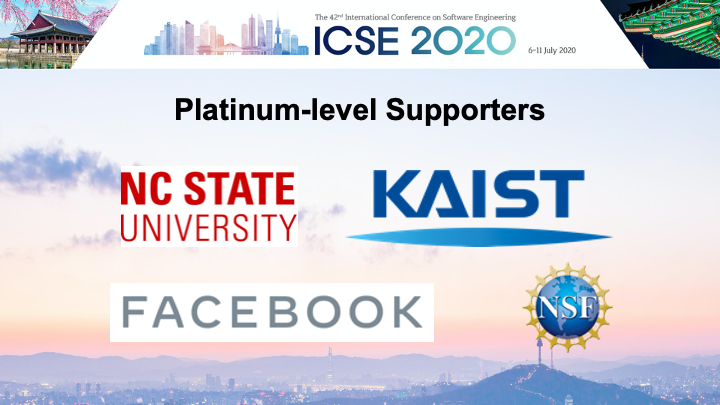 The 42nd International Conference on Software Engineering
ICSE 2020
6-11 July 2020
Platinum-level Supporters
NC STATE
UNIVERSITY
KAIST
FACEBOOK
NSF